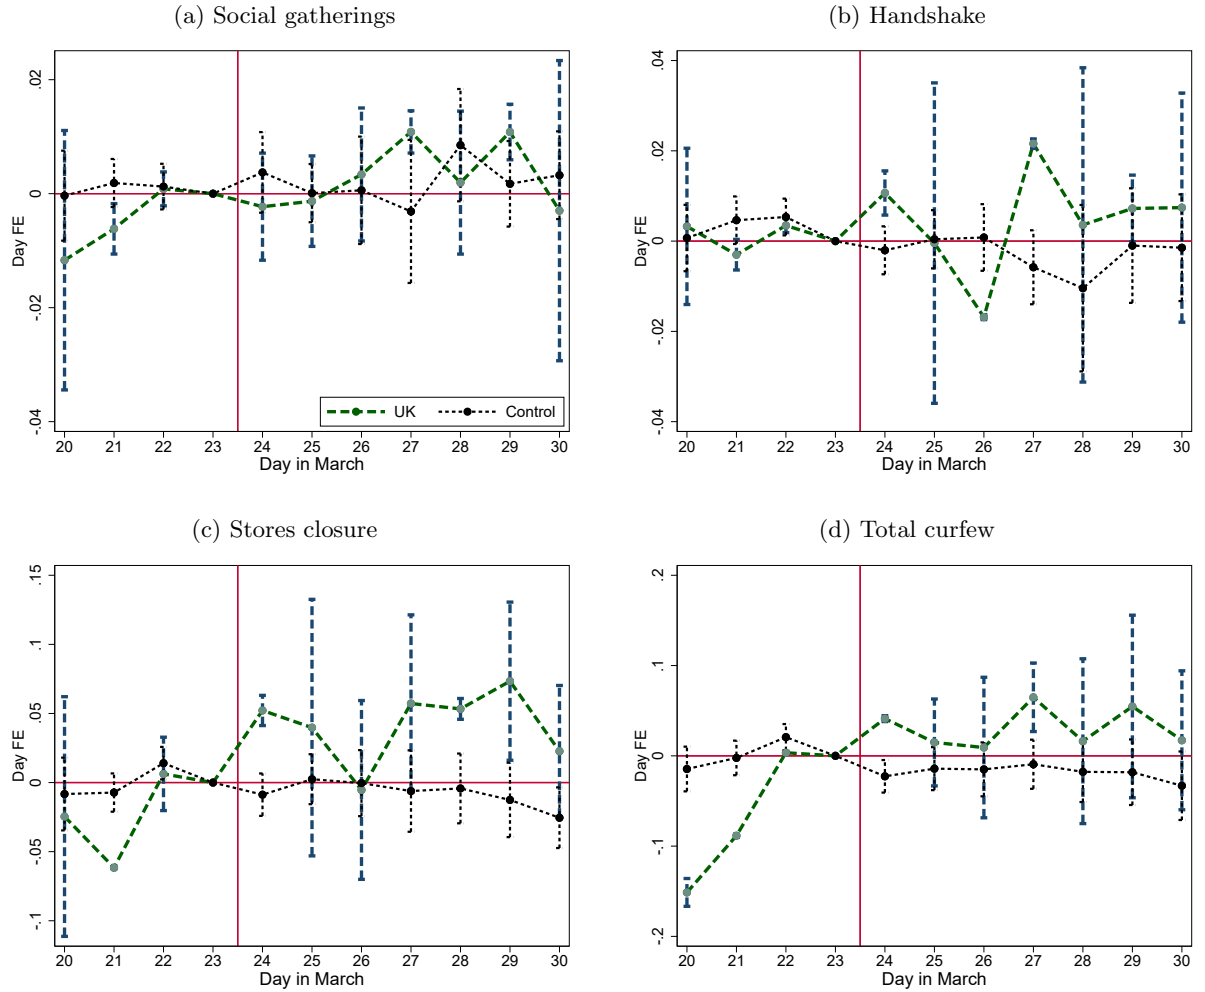 (a) Social gatherings
.02
0
-.02
-.04
Day FE
UK
Control
20 21 22 23 24 25 26 27 28 29 30
Day in March
(b) Handshake
.04
.02
0
-.02
-.04
Day FE
20 21 22 23 24 25 26 27 28 29 30
Day in March
(c) Stores closure
.15
.1
.05
0
-.05
-.1
Day FE
20 21 22 23 24 25 26 27 28 29 30
Day in March
(d) Total curfew
.2
.1
0
-.1
-.2
Day FE
20 21 22 23 24 25 26 27 28 29 30
Day in March